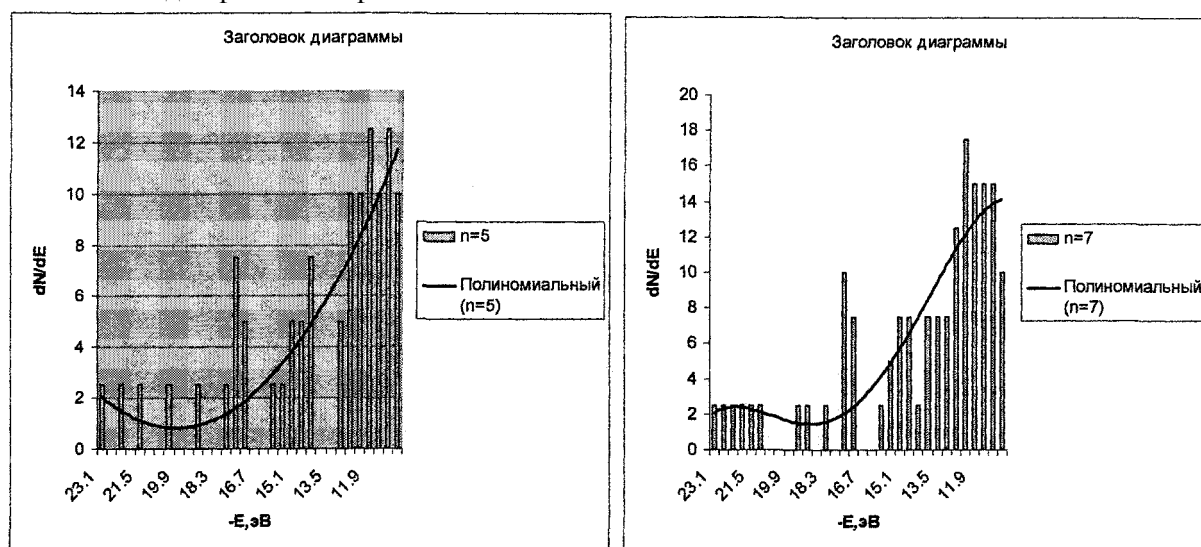 Заголовок диаграммы
14
12
10
8
6
4
2
0
dN/dE
23.1
21.5
19.9
18.3
16.7
15.1
13.5
11.9
-E,эВ
n=5
Полиномиальный
(n=5)
Заголовок диаграммы
20
18
16
14
12
10
8
6
4
2
0
dN/dE
23.1
21.5
19.9
18.3
16.7
15.1
13.5
11.9
-E,эВ
n=7
Полиномиальный
(n=7)